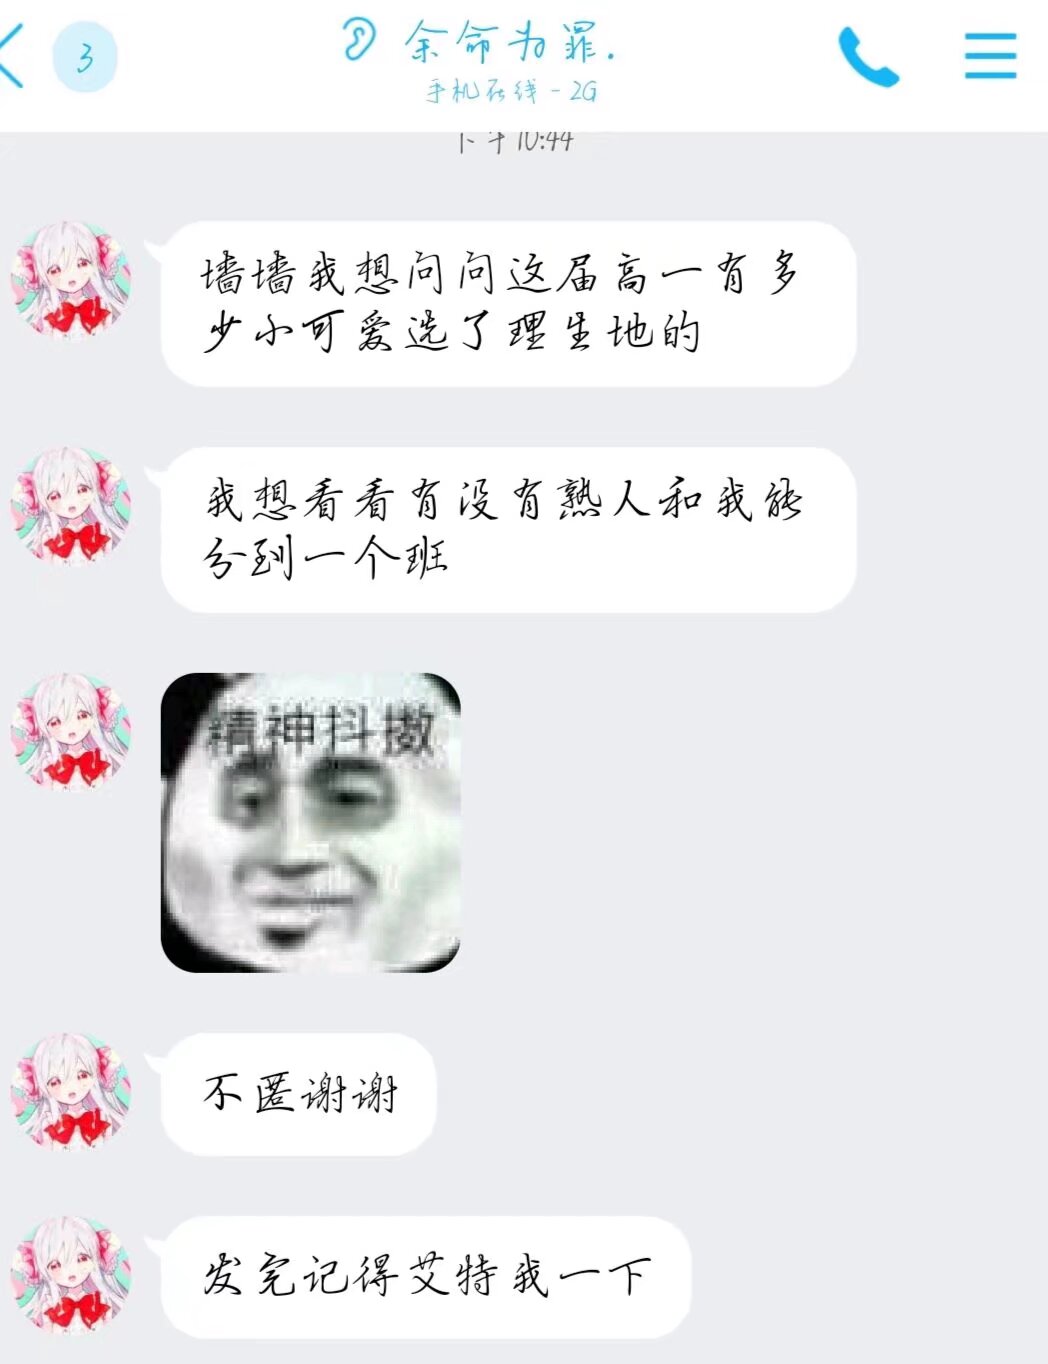 3
余命为罪.
手机在线 - 2G
下午10:44
墙墙我想问问这届高一有多
少小可爱选了理生地的
我想看看有没有熟人和我能
分到一个班
精神抖擞
不匿谢谢
发完记得艾特我一下